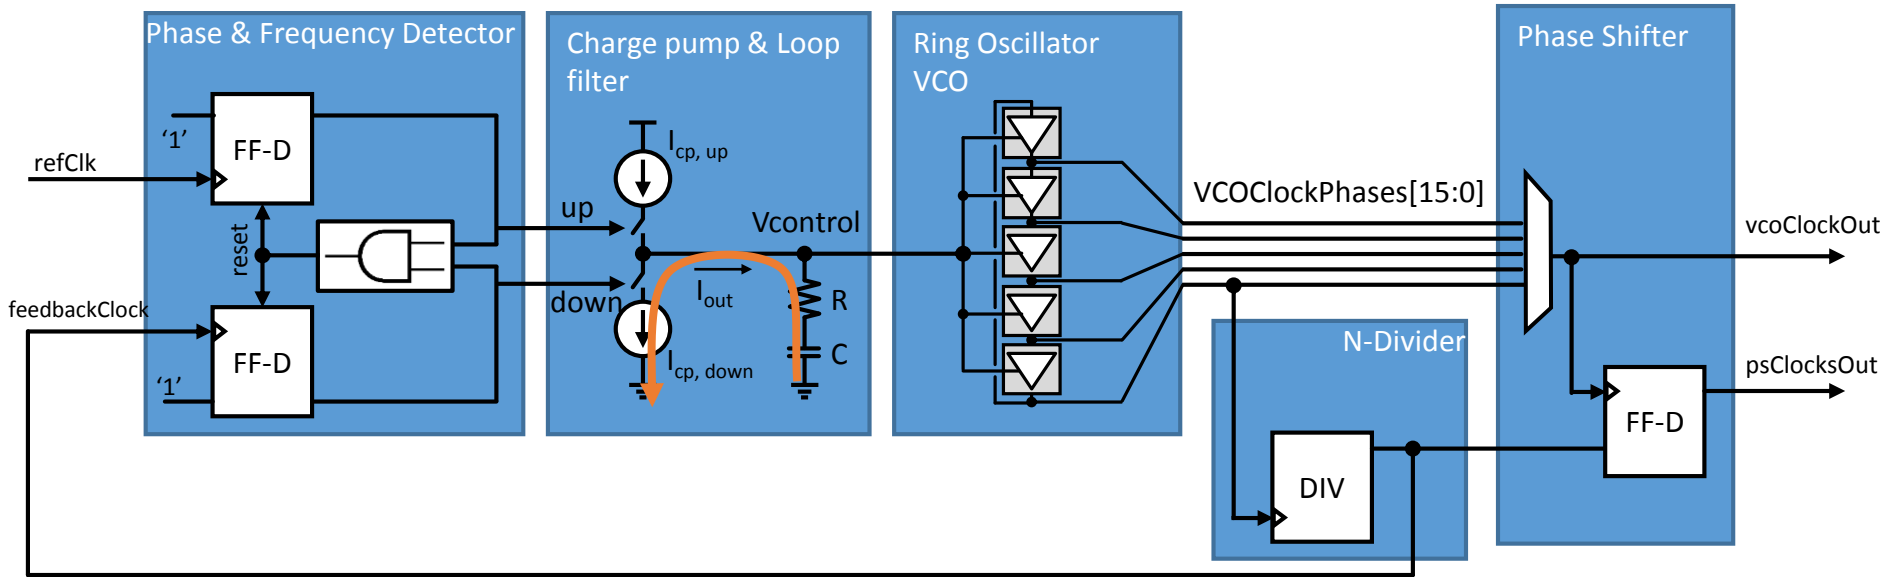 Phase & Frequency Detector
‘1’
FF-D
refClk
reset
feedbackClock
FF-D
‘1’
Charge pump & Loop
filter
Icp, up
up
Vcontrol
down
Iout
R
C
Icp, down
Ring Oscillator
VCO
VCOClockPhases[15:0]
N-Divider
DIV
Phase Shifter
vcoClockOut
psClocksOut
FF-D